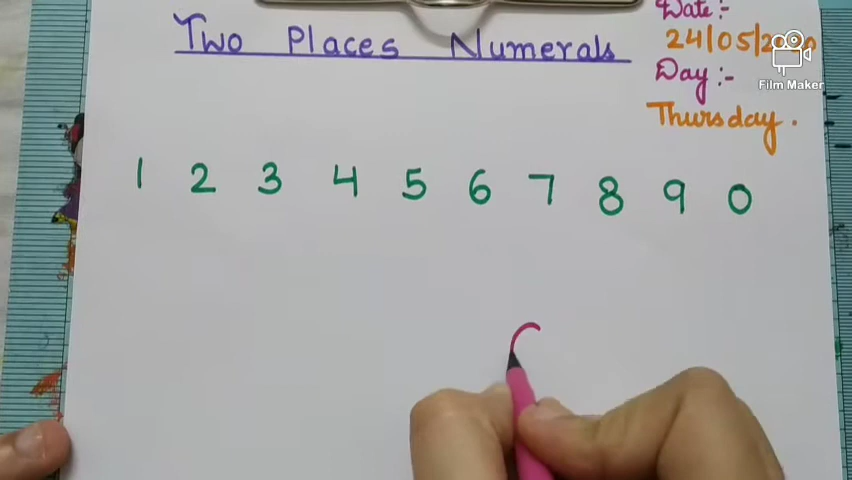 Two Places Numerals
Date:-
24/05/2
Film Maker
Day:-
Thursday.
1 2 3 4 5 6 7 8 9 0